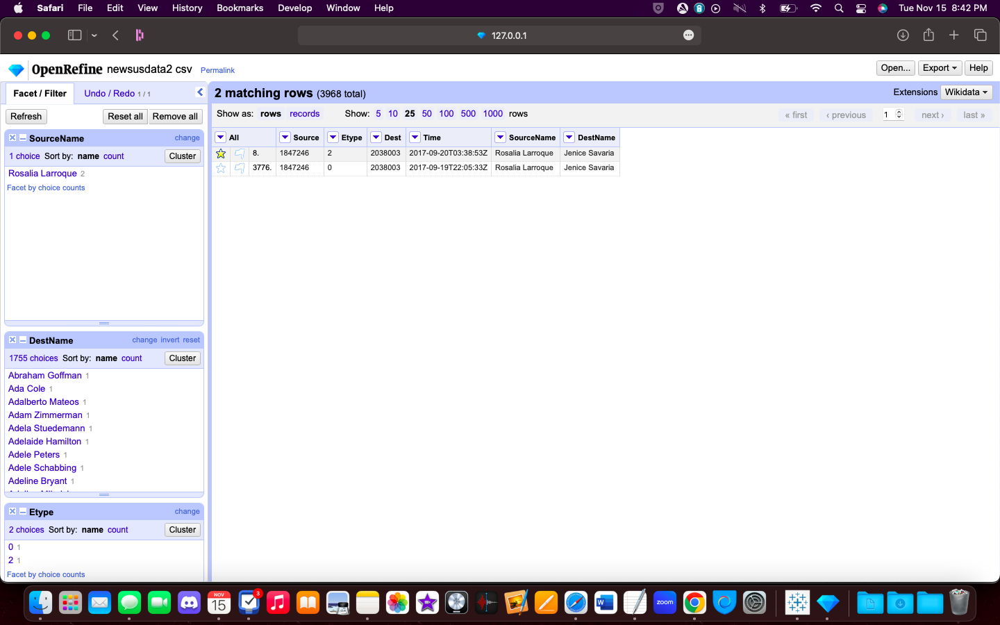 Safari File Edit View History Bookmarks Develop Window Help Tue Nov 15 8:42 PM
127.0.0.1
OpenRefine newsusdata2 csv Permalink Open... Export Help
Facet / Filter Undo / Redo 1 / 1 2 matching rows (3968 total) Extensions Wikidata
Refresh Reset all Remove all Show as: rows records Show: 5 10 25 50 100 500 1000 rows « first ‹ previous 1 next › last »
SourceName change
1 choice Sort by: name count Cluster
Rosalia Larroque 2
Facet by choice counts
All Source Etype Dest Time SourceName DestName
8. 1847246 2 2038003 2017-09-20T03:38:53Z Rosalia Larroque Jenice Savaria
3776. 1847246 0 2038003 2017-09-19T22:05:33Z Rosalia Larroque Jenice Savaria
DestName change invert reset
1755 choices Sort by: name count Cluster
Abraham Goffman 1
Ada Cole 1
Adalberto Mateos 1
Adam Zimmerman 1
Adela Stuedemann 1
Adelaide Hamilton 1
Adele Peters 1
Adele Schabbing 1
Adeline Bryant 1
Etype change
2 choices Sort by: name count Cluster
0 1
2 1
Facet by choice counts
NOV
15
3
W
zoom